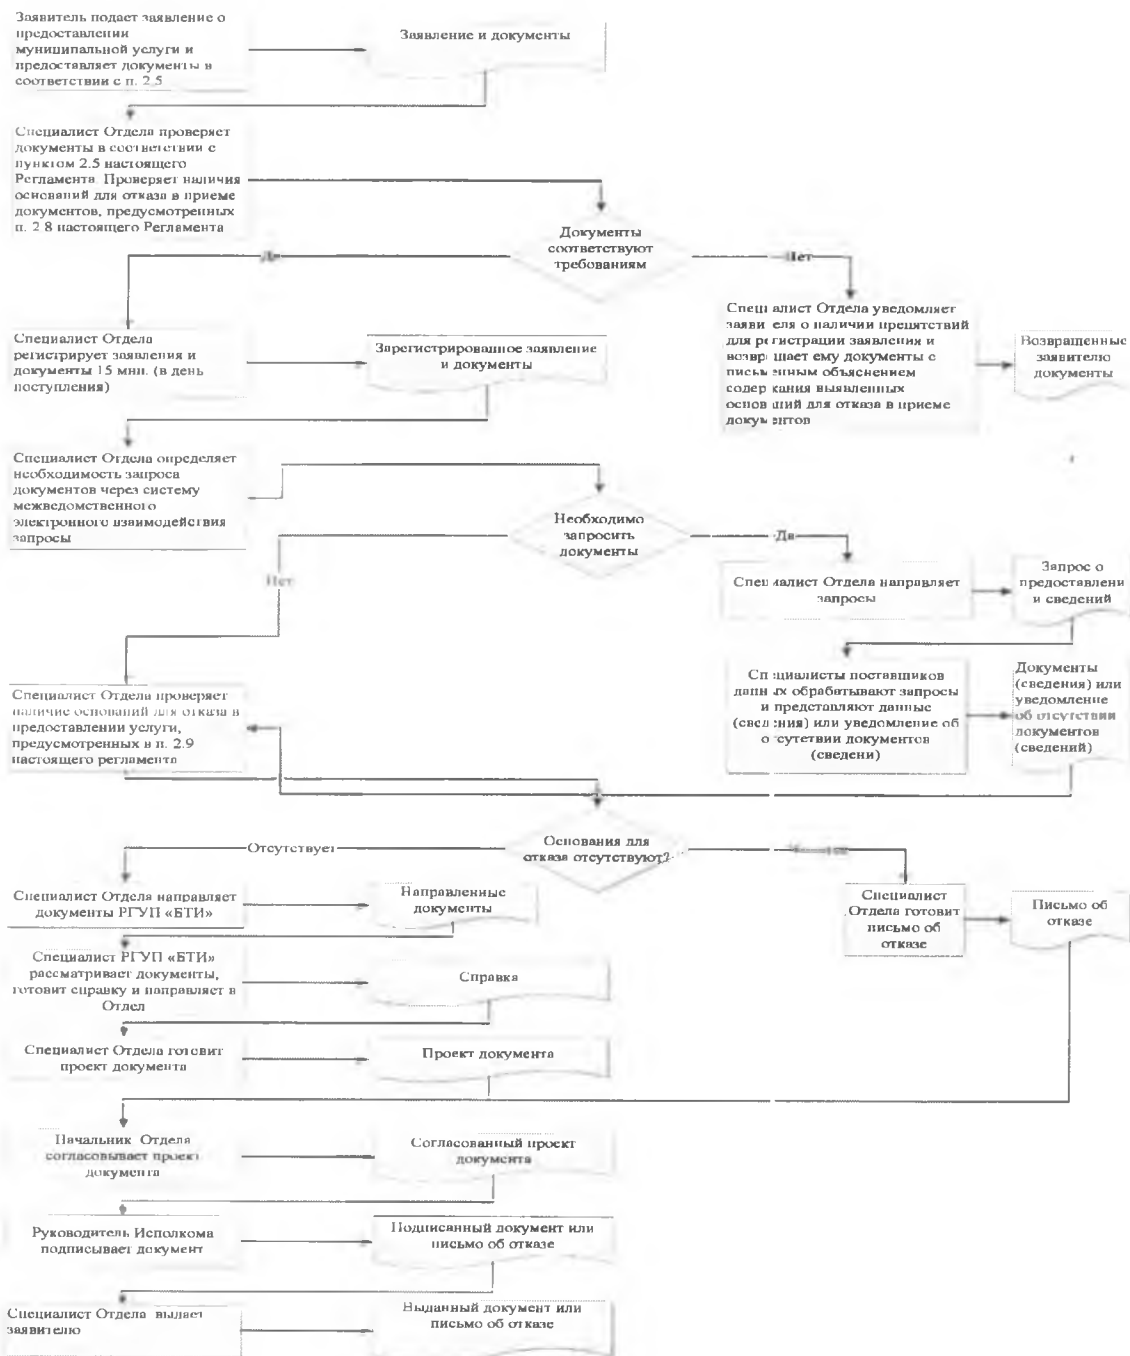 Заявитель подает заявление о
предоставлении
муниципальной услуги и
предоставляет документы в
соответствии с п. 2.5
Заявление и документы
Специалист Отдела проверяет
документы в соответствии с
пунктом 2.5 настоящего
Регламента. Проверяет наличия
оснований для отказа в приеме
документов, предусмотренных
п. 2.8 настоящего Регламента
Документы
соответствуют
требованиям
Да
Нет
Специалист Отдела
регистрирует заявления и
документы 15 мин. (в день
поступления)
Зарегистрированное заявление
и документы
Специалист Отдела уведомляет
заявителя о наличии препятствий
для регистрации заявления и
возвращает ему документы с
письменным объяснением
содержания выявленных
оснований для отказа в приеме
документов
Возвращенные
заявителю
документы
Специалист Отдела определяет
необходимость запроса
документов через систему
межведомственного
электронного взаимодействия
запросы
Необходимо
запросить
документы
Нет
Да
Специалист Отдела направляет
запросы
Запрос о
предоставлени
и сведений
Специалисты поставщиков
данных обрабатывают запросы
и представляют данные
(сведения) или уведомление об
отсутетвии документов
(сведени)
Документы
(сведения) или
уведомление
об отсутствии
документов
(сведений)
Специалист Отдела проверяет
наличие оснований для отказа в
предоставлении услуги,
предусмотренных в п. 2.9
настоящего регламента
Основания для
отказа отсутствуют?
Отсутствует
Специалист Отдела направляет
документы РГУП «БТИ»
Направленные
документы
Специалист
Отдела готовит
письмо об
отказе
Письмо об
отказе
Специалист РГУП «БТИ»
рассматривает документы,
готовит справку и направляет в
Отдел
Справка
Специалист Отдела готовит
проект документа
Проект документа
Начальник Отдела
согласовывает проект
документа
Согласованный проект
документа
Руководитель Исполкома
подписывает документ
Подписанный документ или
письмо об отказе
Специалист Отдела выдает
заявителю
Выданный документ или
письмо об отказе